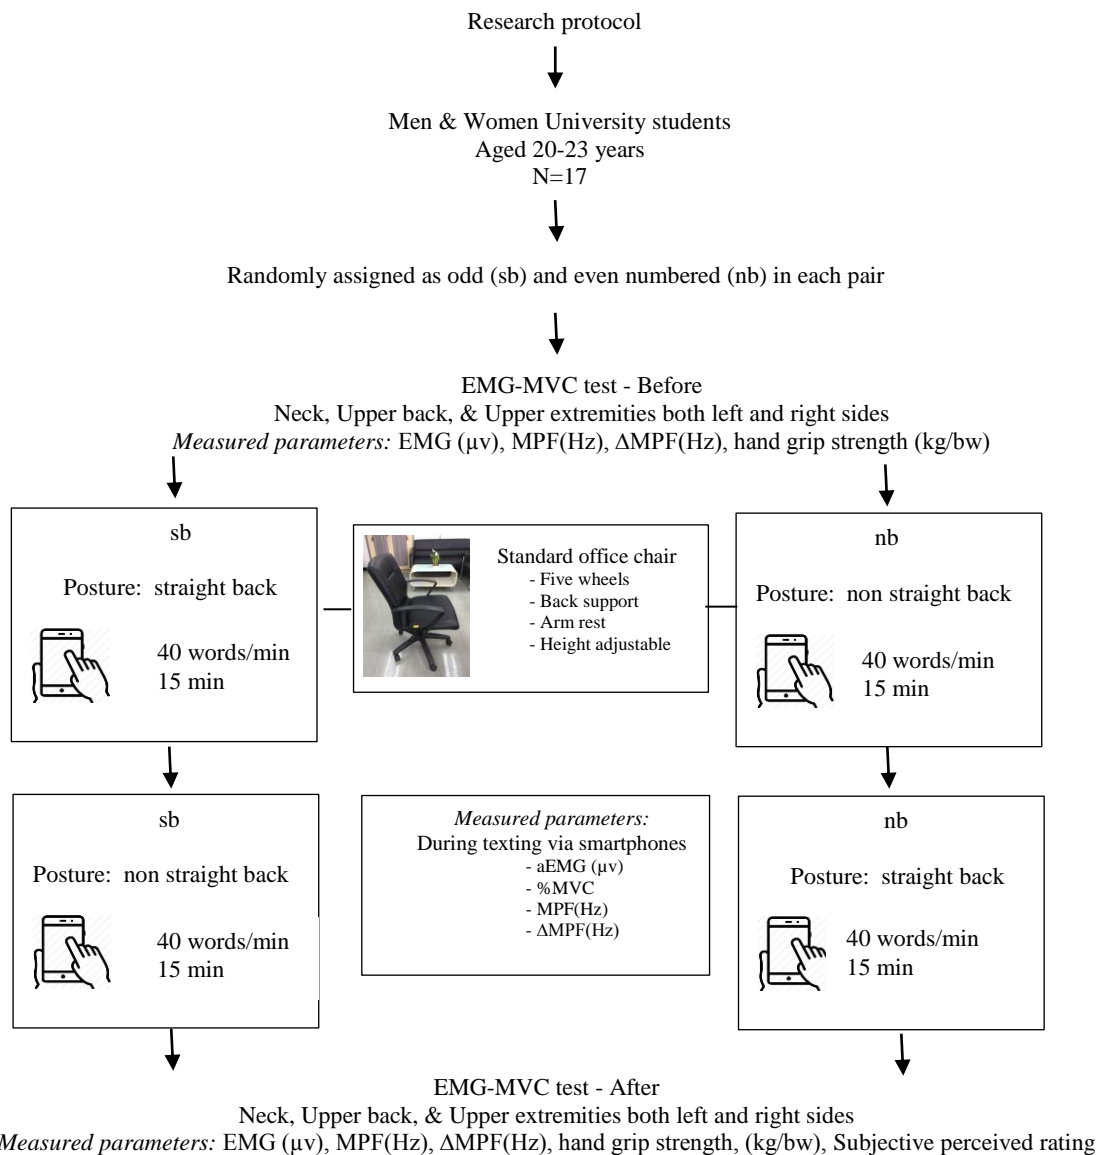 Research protocol
Men & Women University students
Aged 20-23 years
N=17
Randomly assigned as odd (sb) and even numbered (nb) in each pair
EMG-MVC test - Before
Neck, Upper back, & Upper extremities both left and right sides
Measured parameters: EMG (µv), MPF(Hz), ΔMPF(Hz), hand grip strength (kg/bw)
sb
Posture: straight back
40 words/min
15 min
Standard office chair
- Five wheels
- Back support
- Arm rest
- Height adjustable
nb
Posture: non straight back
40 words/min
15 min
sb
Posture: non straight back
40 words/min
15 min
Measured parameters:
During texting via smartphones
- aEMG (µv)
- %MVC
- MPF(Hz)
- ΔMPF(Hz)
nb
Posture: straight back
40 words/min
15 min
EMG-MVC test - After
Neck, Upper back, & Upper extremities both left and right sides
Measured parameters: EMG (µv), MPF(Hz), ΔMPF(Hz), hand grip strength, (kg/bw), Subjective perceived rating